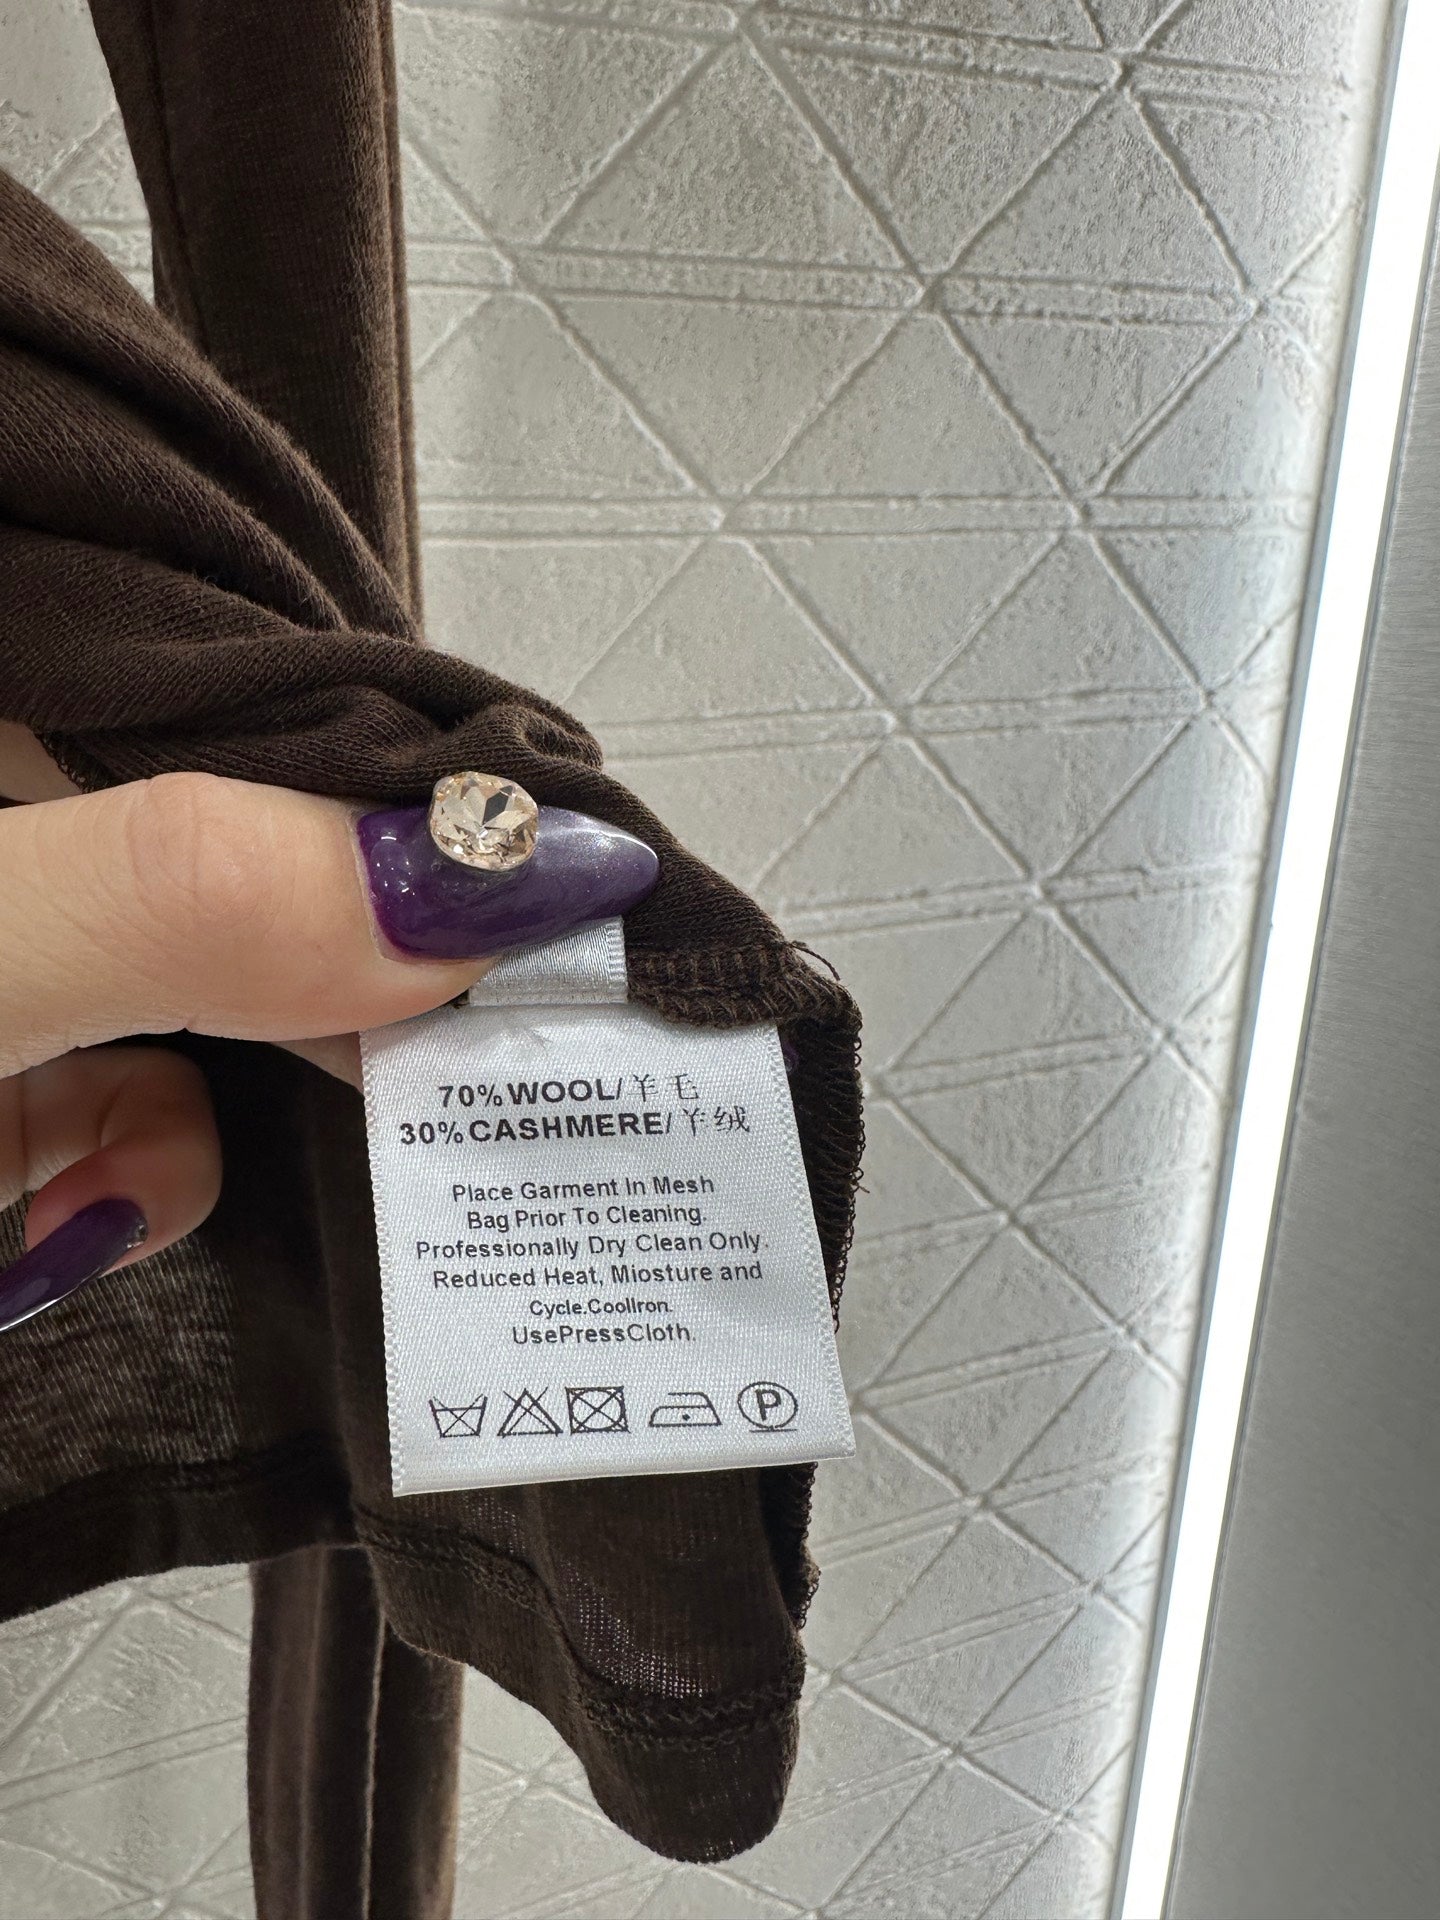 70% WOOL/羊毛
30% CASHMERE/羊绒
Place Garment In Mesh
Bag Prior To Cleaning.
Professionally Dry Clean Only.
Reduced Heat, Miosture and
Cycle.CoolIron.
UsePressCloth.
P